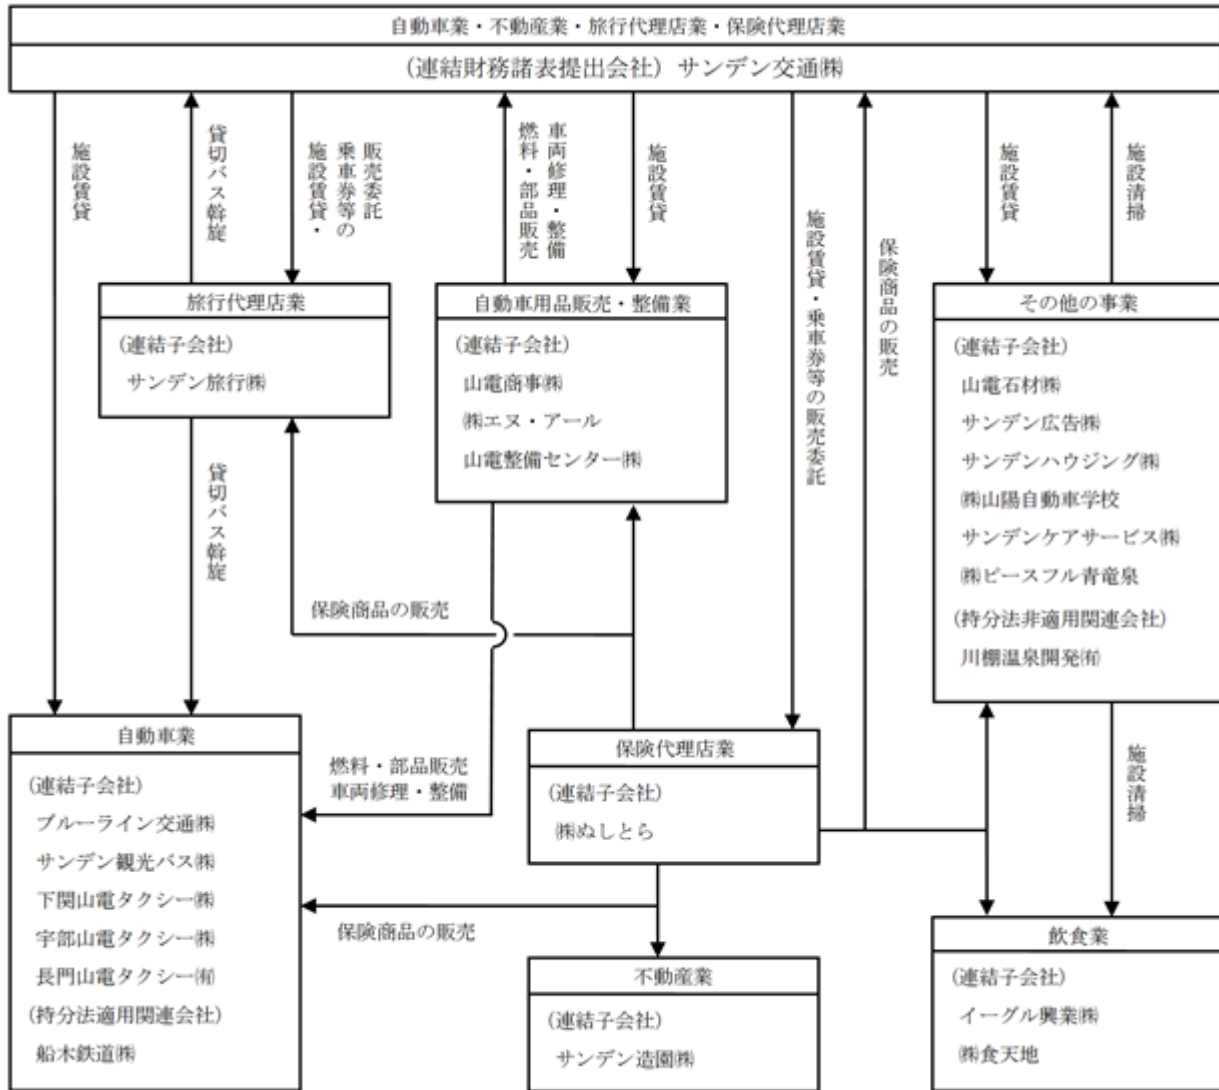 自動車業・不動産業・旅行代理店業・保険代理店業
(連結財務諸表提出会社) サンデン交通㈱
施設賃貸
貸切バス斡旋
施設賃貸・
乗車券等の
販売委託
燃料・部品販売
車両修理・整備
施設賃貸
施設賃貸・乗車券等の販売委託
保険商品の販売
施設賃貸
施設清掃
旅行代理店業
(連結子会社)
サンデン旅行㈱
自動車用品販売・整備業
(連結子会社)
山電商事㈱
㈱エヌ・アール
山電整備センター㈱
その他の事業
(連結子会社)
山電石材㈱
サンデン広告㈱
サンデンハウジング㈱
㈱山陽自動車学校
サンデンケアサービス㈱
㈱ピースフル青竜泉
(持分法非適用関連会社)
川棚温泉開発㈲
貸切バス斡旋
保険商品の販売
自動車業
(連結子会社)
ブルーライン交通㈱
サンデン観光バス㈱
下関山電タクシー㈱
宇部山電タクシー㈱
長門山電タクシー㈲
(持分法適用関連会社)
船木鉄道㈱
燃料・部品販売
車両修理・整備
保険代理店業
(連結子会社)
㈱ぬしとら
施設清掃
保険商品の販売
不動産業
(連結子会社)
サンデン造園㈱
飲食業
(連結子会社)
イーグル興業㈱
㈱食天地